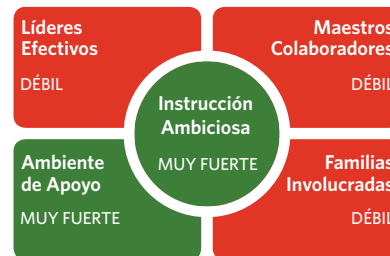 Líderes
Efectivos
DÉBIL
Maestros
Colaboradores
DÉBIL
Instrucción
Ambiciosa
MUY FUERTE
Ambiente
de Apoyo
MUY FUERTE
Familias
Involucradas
DÉBIL